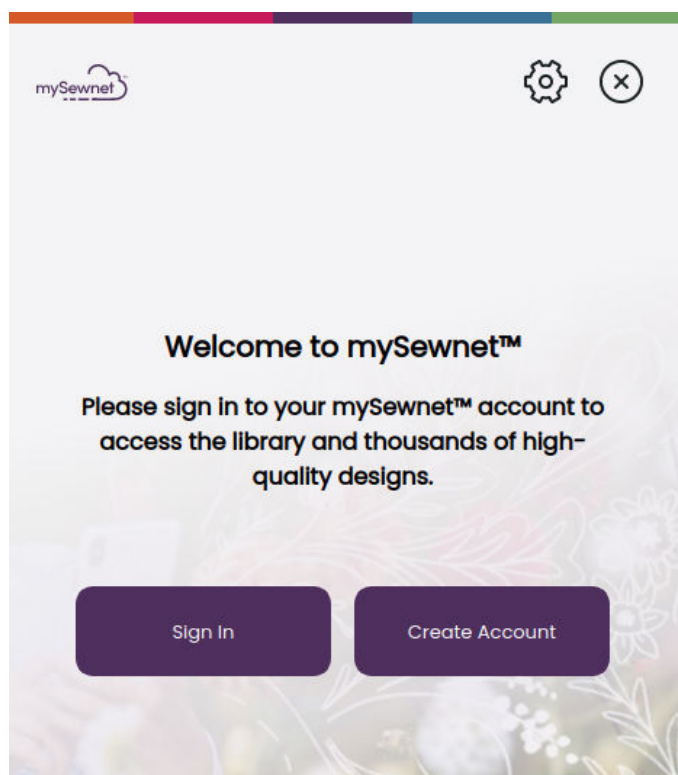 mySewnet™
Welcome to mySewnet™
Please sign in to your mySewnet™ account to
access the library and thousands of high-
quality designs.
Sign In
Create Account